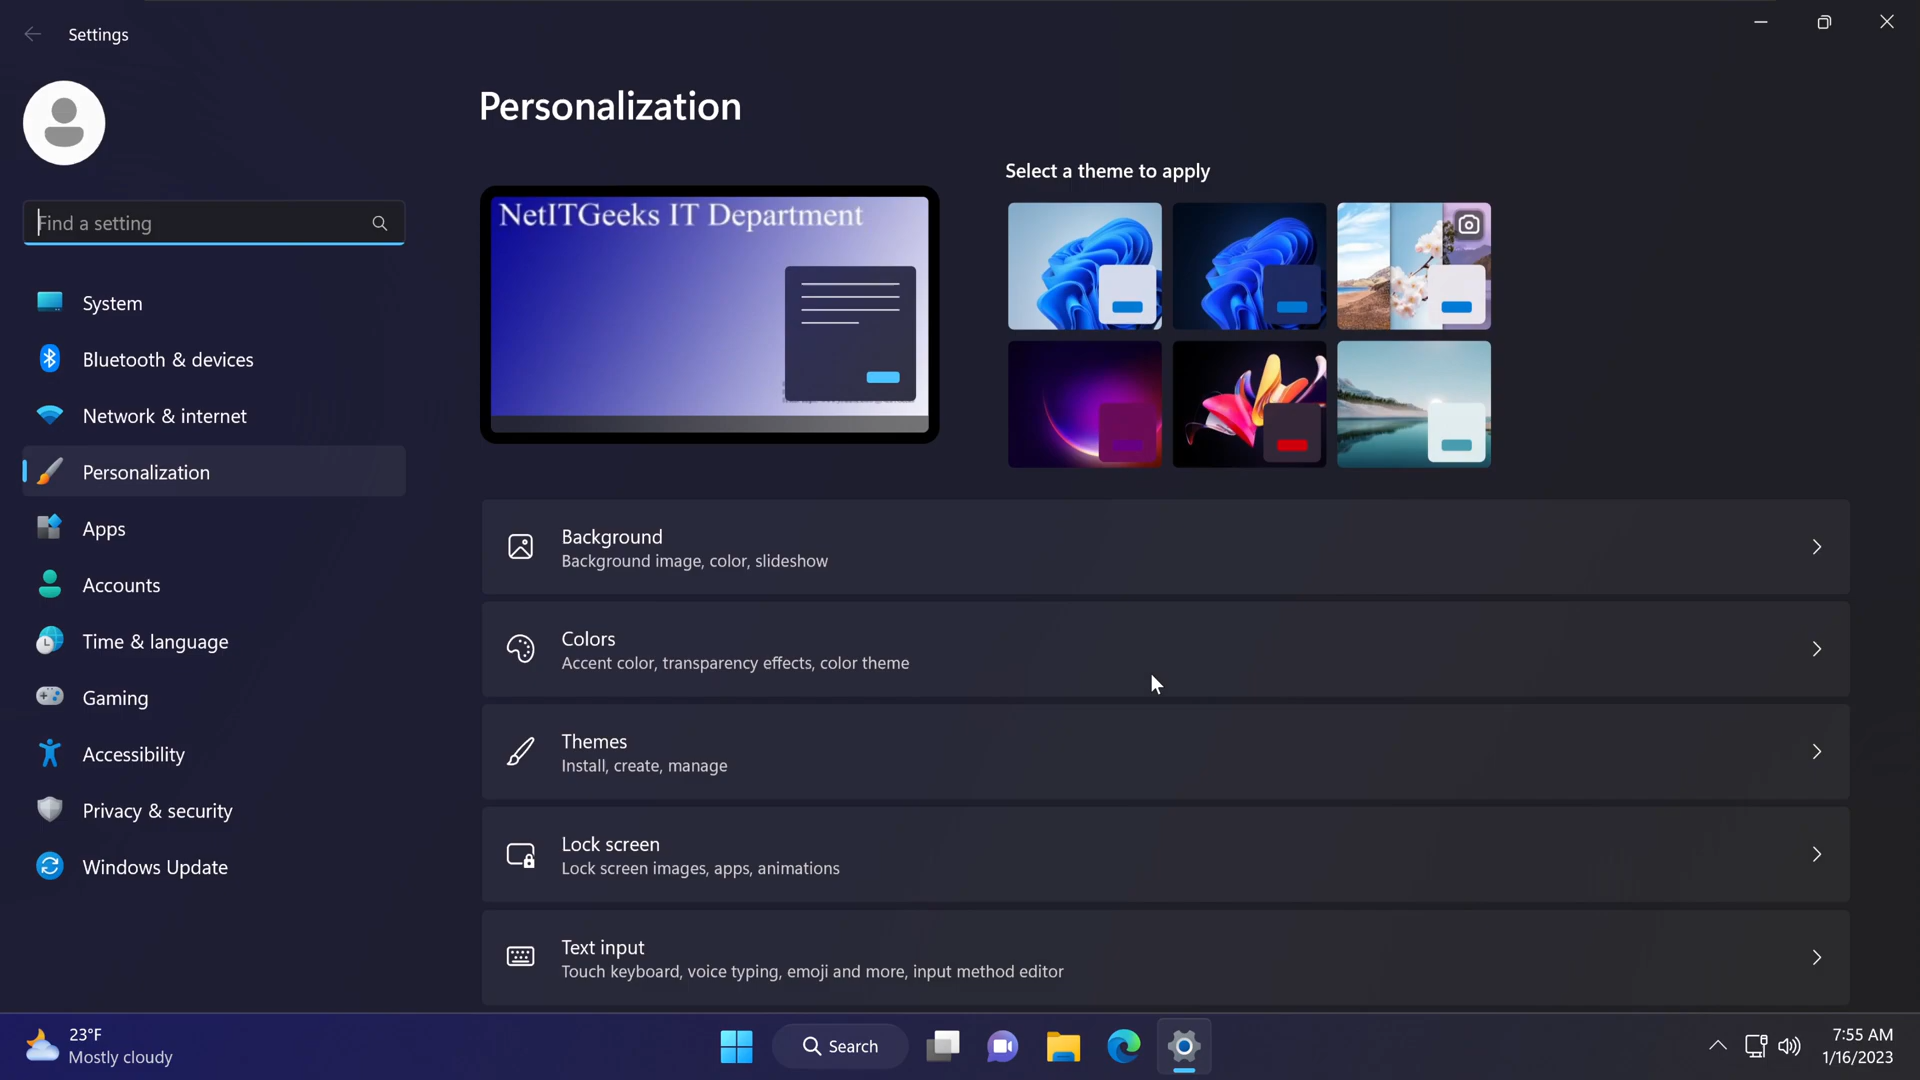 Settings
Personalization
Select a theme to apply
Find a setting
NetITGeeks IT Department
System
Bluetooth & devices
Network & internet
Personalization
Apps
Accounts
Time & language
Gaming
Accessibility
Privacy & security
Windows Update
Background
Background image, color, slideshow
Colors
Accent color, transparency effects, color theme
Themes
Install, create, manage
Lock screen
Lock screen images, apps, animations
Text input
Touch keyboard, voice typing, emoji and more, input method editor
23°F
Mostly cloudy
Search
7:55 AM
1/16/2023